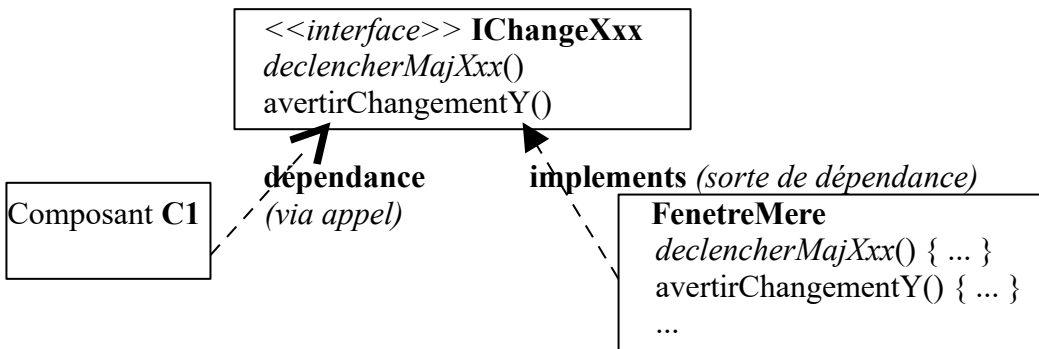 <<interface>> IChangeXxx
declencherMajXxx()
avertirChangementY()
dépendance
(via appel)
implements (sorte de dépendance)
Composant C1
FenetreMere
declencherMajXxx() { ... }
avertirChangementY() { ... }
...